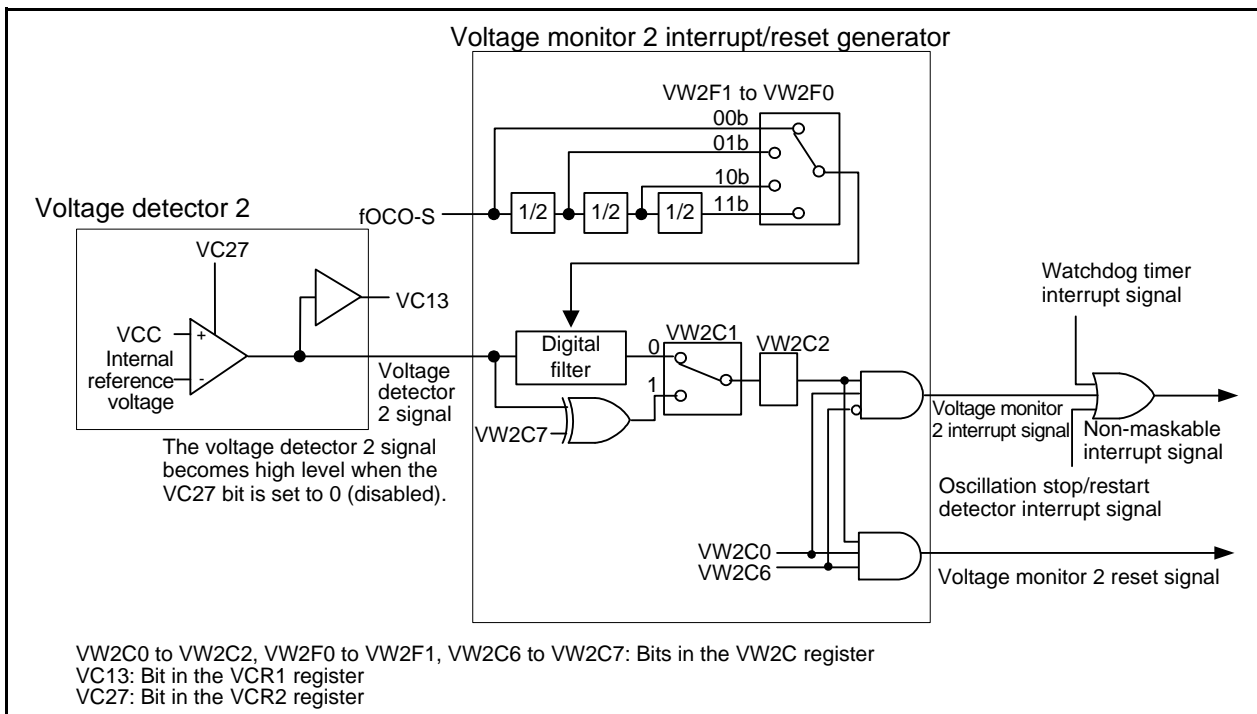 Voltage monitor 2 interrupt/reset generator
VW2F1 to VW2F0
00b
01b
10b
11b
Voltage detector 2
fOCO-S
1/2
1/2
1/2
VC27
VC13
VCC
+
Internal
reference
voltage
-
Voltage
detector
2 signal
Digital
filter
0
1
VW2C1
VW2C2
VW2C7
The voltage detector 2 signal
becomes high level when the
VC27 bit is set to 0 (disabled).
Watchdog timer
interrupt signal
Voltage monitor
2 interrupt signal
Non-maskable
interrupt signal
Oscillation stop/restart
detector interrupt signal
VW2C0
VW2C6
Voltage monitor 2 reset signal
VW2C0 to VW2C2, VW2F0 to VW2F1, VW2C6 to VW2C7: Bits in the VW2C register
VC13: Bit in the VCR1 register
VC27: Bit in the VCR2 register